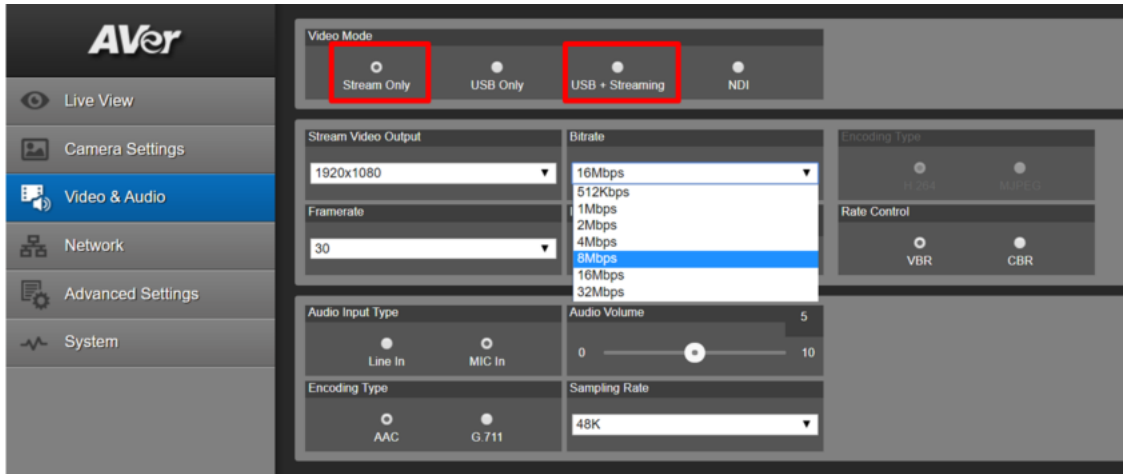 AVer
Live View
Camera Settings
Video & Audio
Network
Advanced Settings
System
Video Mode
Stream Only
USB Only
USB + Streaming
NDI
Stream Video Output
1920x1080
Bitrate
16Mbps
512Kbps
1Mbps
2Mbps
4Mbps
8Mbps
16Mbps
32Mbps
Encoding Type
H.264
MJPEG
Framerate
30
Rate Control
VBR
CBR
Audio Input Type
Line In
MIC In
Audio Volume
5
0
10
Encoding Type
AAC
G.711
Sampling Rate
48K